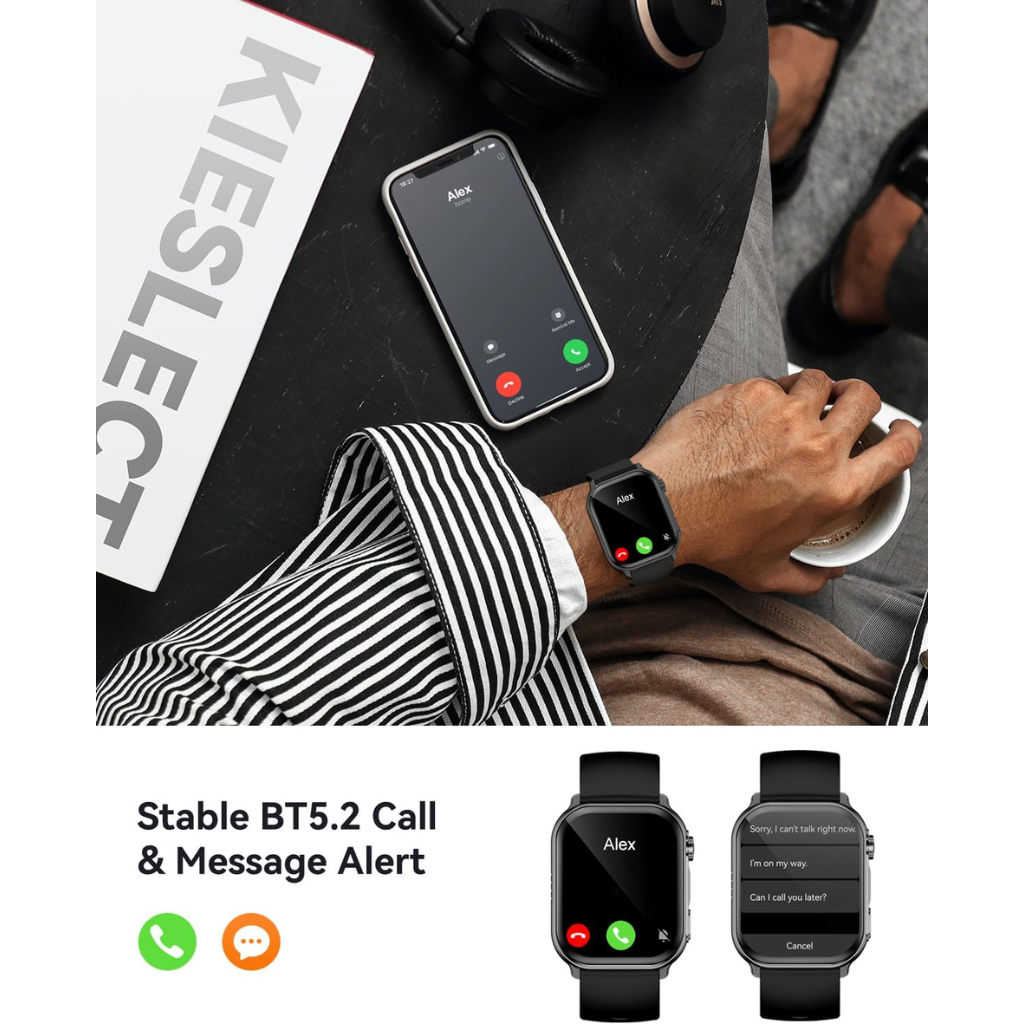 KIESLECT
18:27
Alex
home
Message
Remind Me
Decline
Accept
Alex
Stable BT5.2 Call
& Message Alert
Alex
Sorry, I can't talk right now.
I'm on my way.
Can I call you later?
Cancel